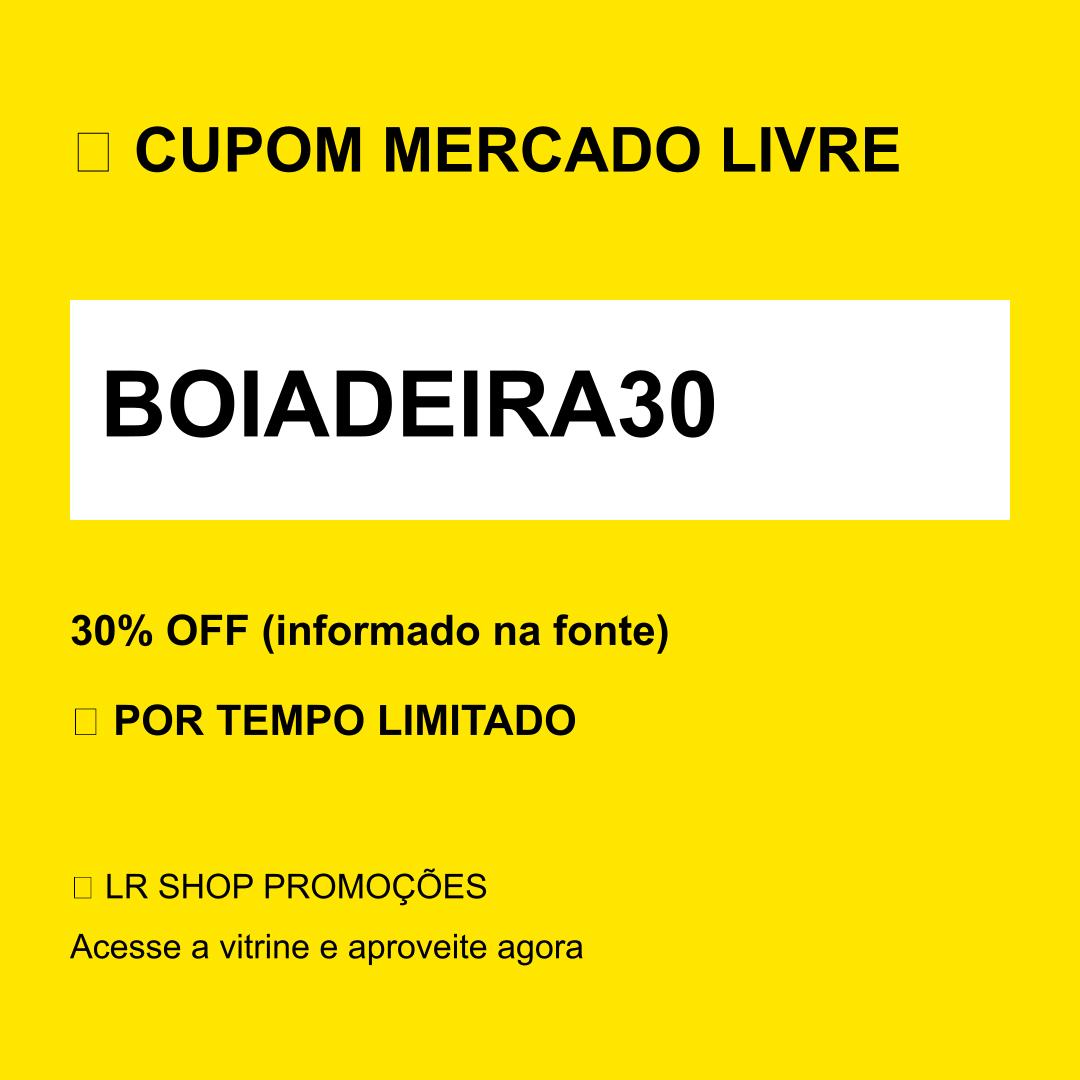 □ CUPOM MERCADO LIVRE
BOIADEIRA30
30% OFF (informado na fonte)
□ POR TEMPO LIMITADO
□ LR SHOP PROMOÇÕES
Acesse a vitrine e aproveite agora